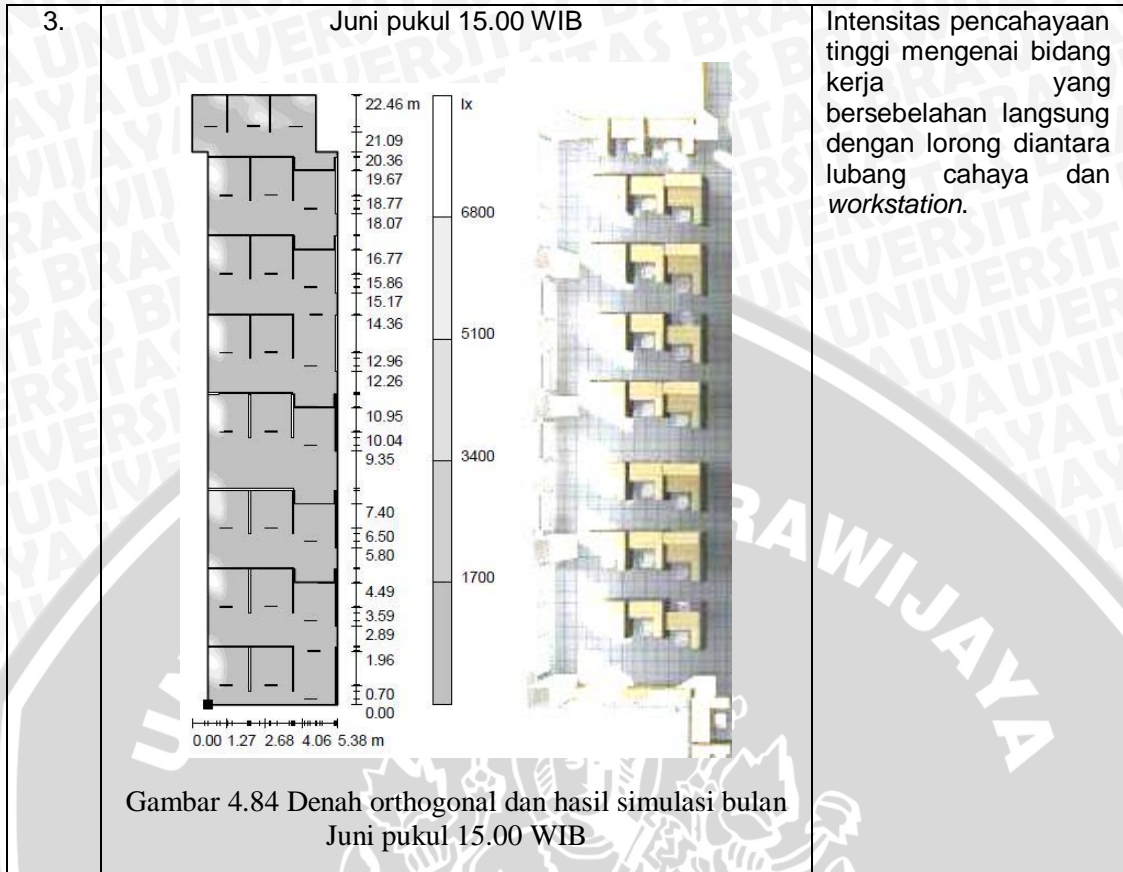 3.
Juni pukul 15.00 WIB
22.46 m
21.09
20.36
19.67
18.77
18.07
16.77
15.86
15.17
14.36
12.96
12.26
10.95
10.04
9.35
7.40
6.50
5.80
4.49
3.59
2.89
1.96
0.70
0.00
0.00 1.27 2.68 4.06 5.38 m
lx
6800
5100
3400
1700
Gambar 4.84 Denah orthogonal dan hasil simulasi bulan
Juni pukul 15.00 WIB
Intensitas pencahayaan
tinggi mengenai bidang
kerja yang
bersebelahan langsung
dengan lorong diantara
lubang cahaya dan
workstation.
BRAWIJAYA